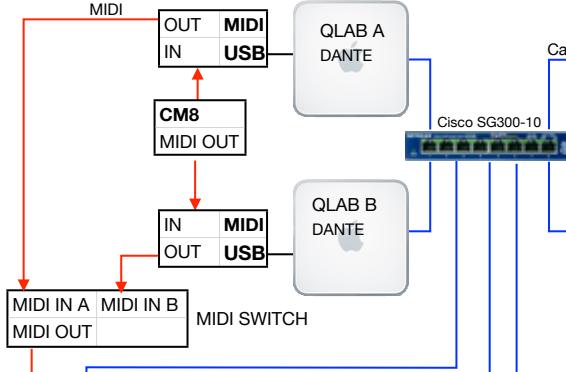 MIDI
OUT MIDI
IN USB
QLAB A
DANTE
Ca
CM8
MIDI OUT
Cisco SG300-10
IN MIDI
OUT USB
QLAB B
DANTE
MIDI IN A MIDI IN B
MIDI OUT
MIDI SWITCH